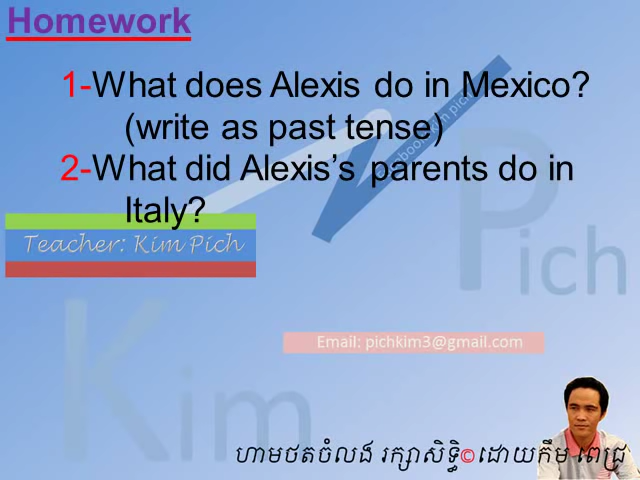 Homework
1-What does Alexis do in Mexico?
(write as past tense)
2-What did Alexis's parents do in
Italy?
Teacher: Kim Pich
Pich
Email: pichkim3@gmail.com
Kim
ហាមថតចំលង រក្សាសិទ្ធិ©ដោយកឹម ពេជ្រ